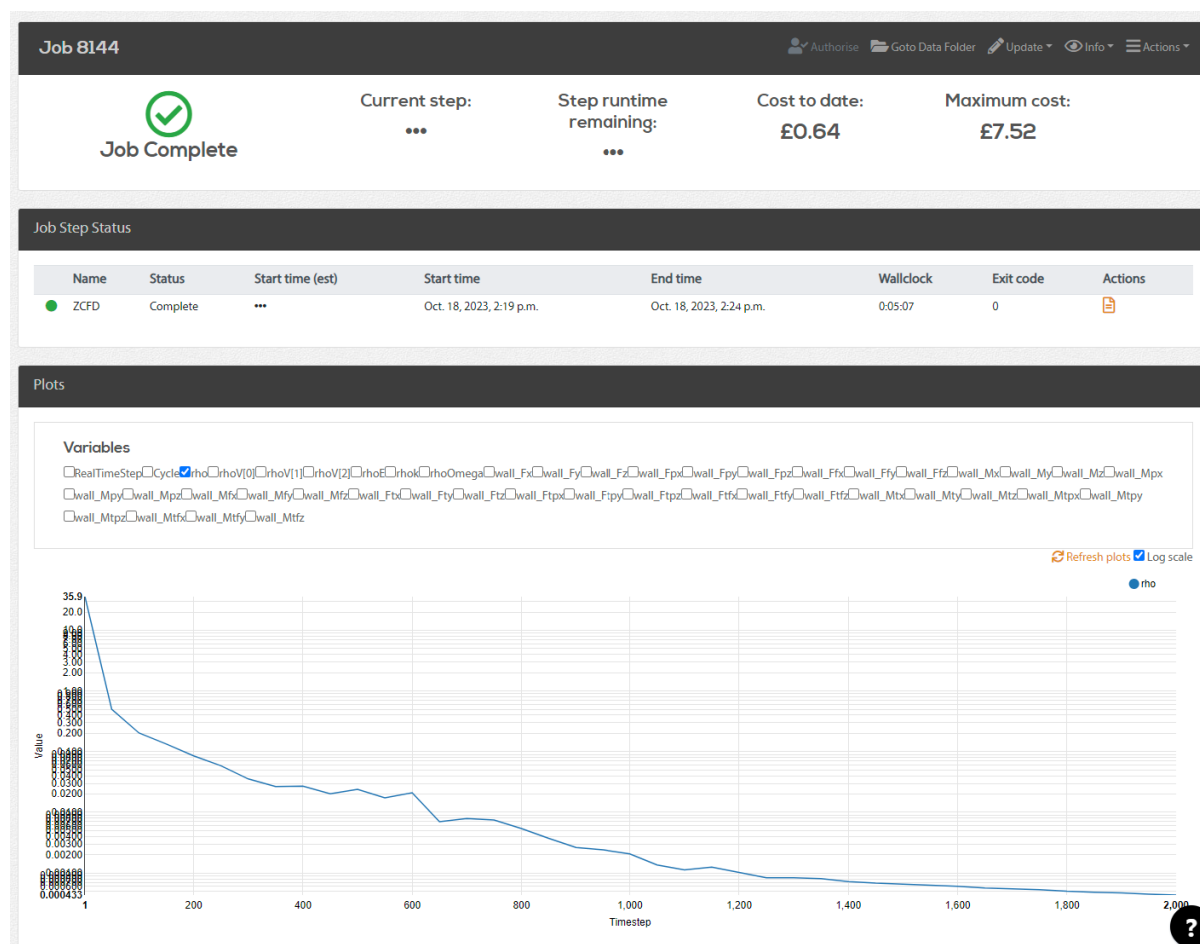 Job 8144
Authorise Goto Data Folder Update Info Actions
Current step: Step runtime remaining: Cost to date: Maximum cost:
••• ••• £0.64 £7.52
Job Complete
Job Step Status
Name Status Start time (est) Start time End time Wallclock Exit code Actions
ZCFD Complete ••• Oct. 18, 2023, 2:19 p.m. Oct. 18, 2023, 2:24 p.m. 0:05:07 0
Plots
Variables
RealTimeStep Cycle rho rhoV[0] rhoV[1] rhoV[2] rhoE rhok rhoOmega wall_Fx wall_Fy wall_Fz wall_Fpx wall_Fpy wall_Fpz wall_Ffx wall_Ffy wall_Ffz wall_Mx wall_My wall_Mz wall_Mpx
wall_Mpy wall_Mpz wall_Mfx wall_Mfy wall_Mfz wall_Ftx wall_Fty wall_Ftz wall_Ftpx wall_Ftpy wall_Ftpz wall_Ftfx wall_Ftfy wall_Ftfz wall_Mtx wall_Mty wall_Mtz wall_Mtpx wall_Mtpy
wall_Mtpz wall_Mtfx wall_Mtfy wall_Mtfz
Refresh plots Log scale
rho
35.9
20.0
3.00
2.00
0.300
0.200
0.0300
0.0200
0.00300
0.00200
0.000433
Value
1 200 400 600 800 1,000 1,200 1,400 1,600 1,800 2,000
Timestep
?